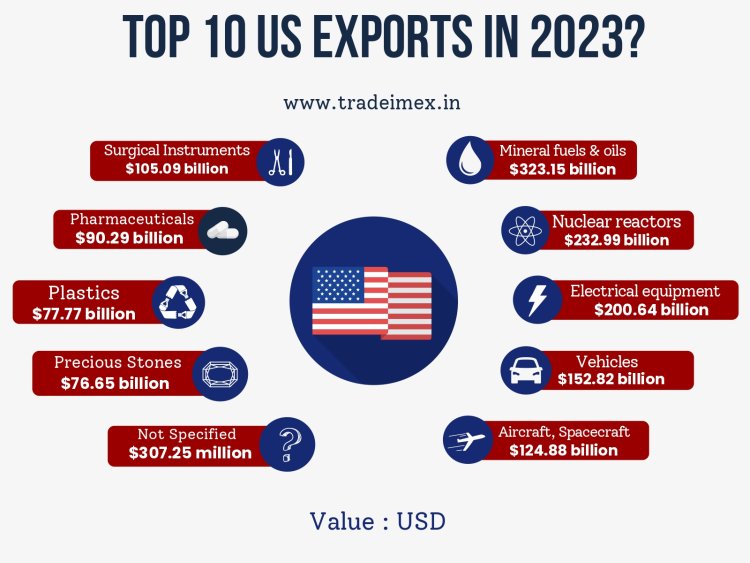 TOP 10 US EXPORTS IN 2023?
www.tradeimex.in
Surgical Instruments
$105.09 billion
Pharmaceuticals
$90.29 billion
Plastics
$77.77 billion
Precious Stones
$76.65 billion
Not Specified
$307.25 million
Mineral fuels & oils
$323.15 billion
Nuclear reactors
$232.99 billion
Electrical equipment
$200.64 billion
Vehicles
$152.82 billion
Aircraft, Spacecraft
$124.88 billion
Value : USD